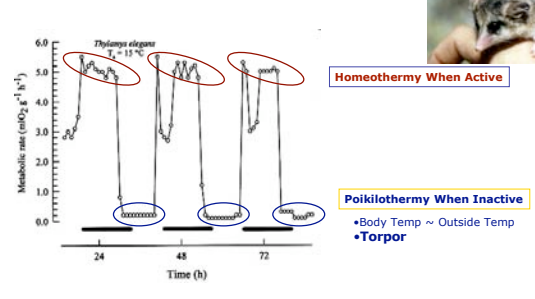 Thylamys elegans
Tₐ = 15 °C
Metabolic rate (mlO₂ g⁻¹ h⁻¹)
6.0
5.0
4.0
3.0
2.0
1.0
0.0
24
48
72
Time (h)
Homeothermy When Active
Poikilothermy When Inactive
•Body Temp ~ Outside Temp
•Torpor